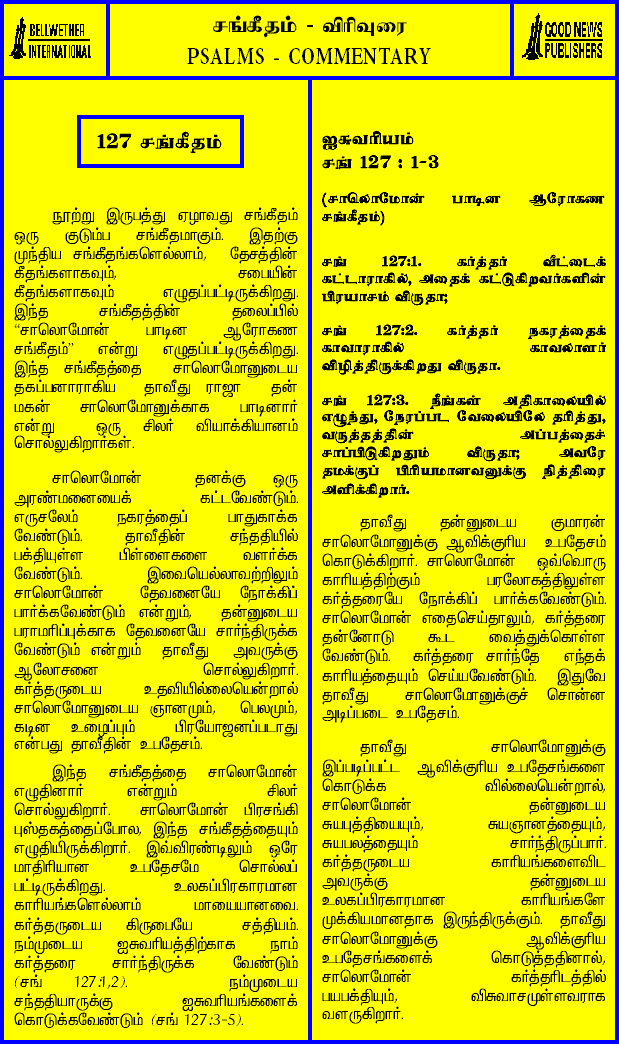 BELLWETHER
INTERNATIONAL
சங்கீதம் - விரிவுரை
PSALMS - COMMENTARY
GOOD NEWS
PUBLISHERS
127 சங்கீதம்
நூற்று இருபத்து ஏழாவது சங்கீதம்
ஒரு குடும்ப சங்கீதமாகும். இதற்கு
முந்திய சங்கீதங்களெல்லாம், தேசத்தின்
கீதங்களாகவும், சபையின்
கீதங்களாகவும் எழுதப்பட்டிருக்கிறது.
இந்த சங்கீதத்தின் தலைப்பில்
“சாலொமோன் பாடின ஆரோகண
சங்கீதம்” என்று எழுதப்பட்டிருக்கிறது.
இந்த சங்கீதத்தை சாலொமோனுடைய
தகப்பனாராகிய தாவீது ராஜா தன்
மகன் சாலொமோனுக்காக பாடினார்
என்று ஒரு சிலர் வியாக்கியானம்
சொல்லுகிறார்கள்.
சாலொமோன் தனக்கு ஒரு
அரண்மனையைக் கட்டவேண்டும்.
எருசலேம் நகரத்தைப் பாதுகாக்க
வேண்டும். தாவீதின் சந்ததியில்
பக்தியுள்ள பிள்ளைகளை வளர்க்க
வேண்டும். இவையெல்லாவற்றிலும்
சாலொமோன் தேவனையே நோக்கிப்
பார்க்கவேண்டும் என்றும், தன்னுடைய
பராமரிப்புக்காக தேவனையே சார்ந்திருக்க
வேண்டும் என்றும் தாவீது அவருக்கு
ஆலோசனை சொல்லுகிறார்.
கர்த்தருடைய உதவியில்லையென்றால்
சாலொமோனுடைய ஞானமும், பெலமும்,
கடின உழைப்பும் பிரயோஜனப்படாது
என்பது தாவீதின் உபதேசம்.
இந்த சங்கீதத்தை சாலொமோன்
எழுதினார் என்றும் சிலர்
சொல்லுகிறார். சாலொமோன் பிரசங்கி
புஸ்தகத்தைப்போல, இந்த சங்கீதத்தையும்
எழுதியிருக்கிறார். இவ்விரண்டிலும் ஒரே
மாதிரியான உபதேசமே சொல்லப்
பட்டிருக்கிறது. உலகப்பிரகாரமான
காரியங்களெல்லாம் மாயையானவை.
கர்த்தருடைய கிருபையே சத்தியம்.
நம்முடைய ஐசுவரியத்திற்காக நாம்
கர்த்தரை சார்ந்திருக்க வேண்டும்
(சங் 127:1,2). நம்முடைய
சந்ததியாருக்கு ஐசுவரியங்களைக்
கொடுக்கவேண்டும் (சங் 127:3-5).
ஐசுவரியம்
சங் 127 : 1-3
(சாலொமோன் பாடின ஆரோகண
சங்கீதம்)
சங் 127:1. கர்த்தர் வீட்டைக்
கட்டாராகில், அதைக் கட்டுகிறவர்களின்
பிரயாசம் விருதா;
சங் 127:2. கர்த்தர் நகரத்தைக்
காவாராகில் காவலாளர்
விழித்திருக்கிறது விருதா.
சங் 127:3. நீங்கள் அதிகாலையில்
எழுந்து, நேரப்பட வேலையிலே தரித்து,
வருத்தத்தின் அப்பத்தைச்
சாப்பிடுகிறதும் விருதா; அவரே
தமக்குப் பிரியமானவனுக்கு நித்திரை
அளிக்கிறார்.
தாவீது தன்னுடைய குமாரன்
சாலொமோனுக்கு ஆவிக்குரிய உபதேசம்
கொடுக்கிறார். சாலொமோன் ஒவ்வொரு
காரியத்திற்கும் பரலோகத்திலுள்ள
கர்த்தரையே நோக்கிப் பார்க்கவேண்டும்.
சாலொமோன் எதைசெய்தாலும், கர்த்தரை
தன்னோடு கூட வைத்துக்கொள்ள
வேண்டும். கர்த்தரை சார்ந்தே எந்தக்
காரியத்தையும் செய்யவேண்டும். இதுவே
தாவீது சாலொமோனுக்குச் சொன்ன
அடிப்படை உபதேசம்.
தாவீது சாலொமோனுக்கு
இப்படிப்பட்ட ஆவிக்குரிய உபதேசங்களை
கொடுக்க வில்லையென்றால்,
சாலொமோன் தன்னுடைய
சுயபுத்தியையும், சுயஞானத்தையும்,
சுயபலத்தையும் சார்ந்திருப்பார்.
கர்த்தருடைய காரியங்களைவிட
அவருக்கு தன்னுடைய
உலகப்பிரகாரமான காரியங்களே
முக்கியமானதாக இருந்திருக்கும். தாவீது
சாலொமோனுக்கு ஆவிக்குரிய
உபதேசங்களைக் கொடுத்ததினால்,
சாலொமோன் கர்த்தரிடத்தில்
பயபக்தியும், விசுவாசமுள்ளவராக
வளருகிறார்.